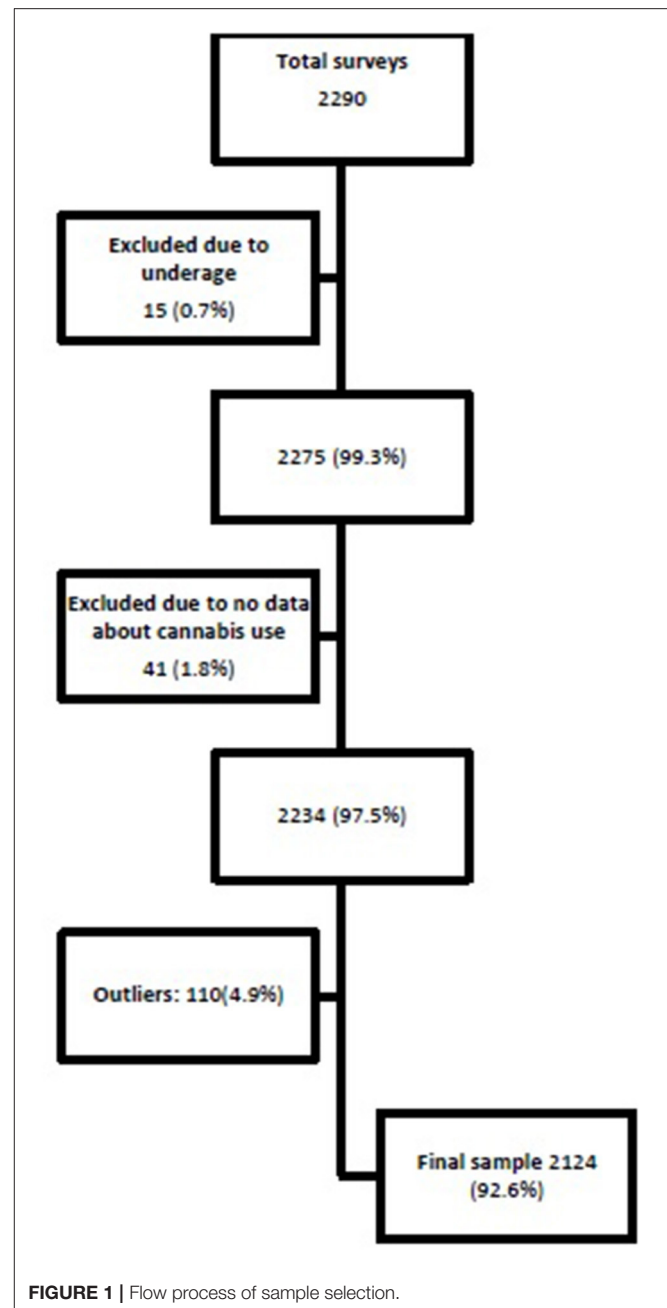 Total surveys
2290
Excluded due to
underage
15 (0.7%)
2275 (99.3%)
Excluded due to no data
about cannabis use
41 (1.8%)
2234 (97.5%)
Outliers: 110(4.9%)
Final sample 2124
(92.6%)
FIGURE 1 | Flow process of sample selection.